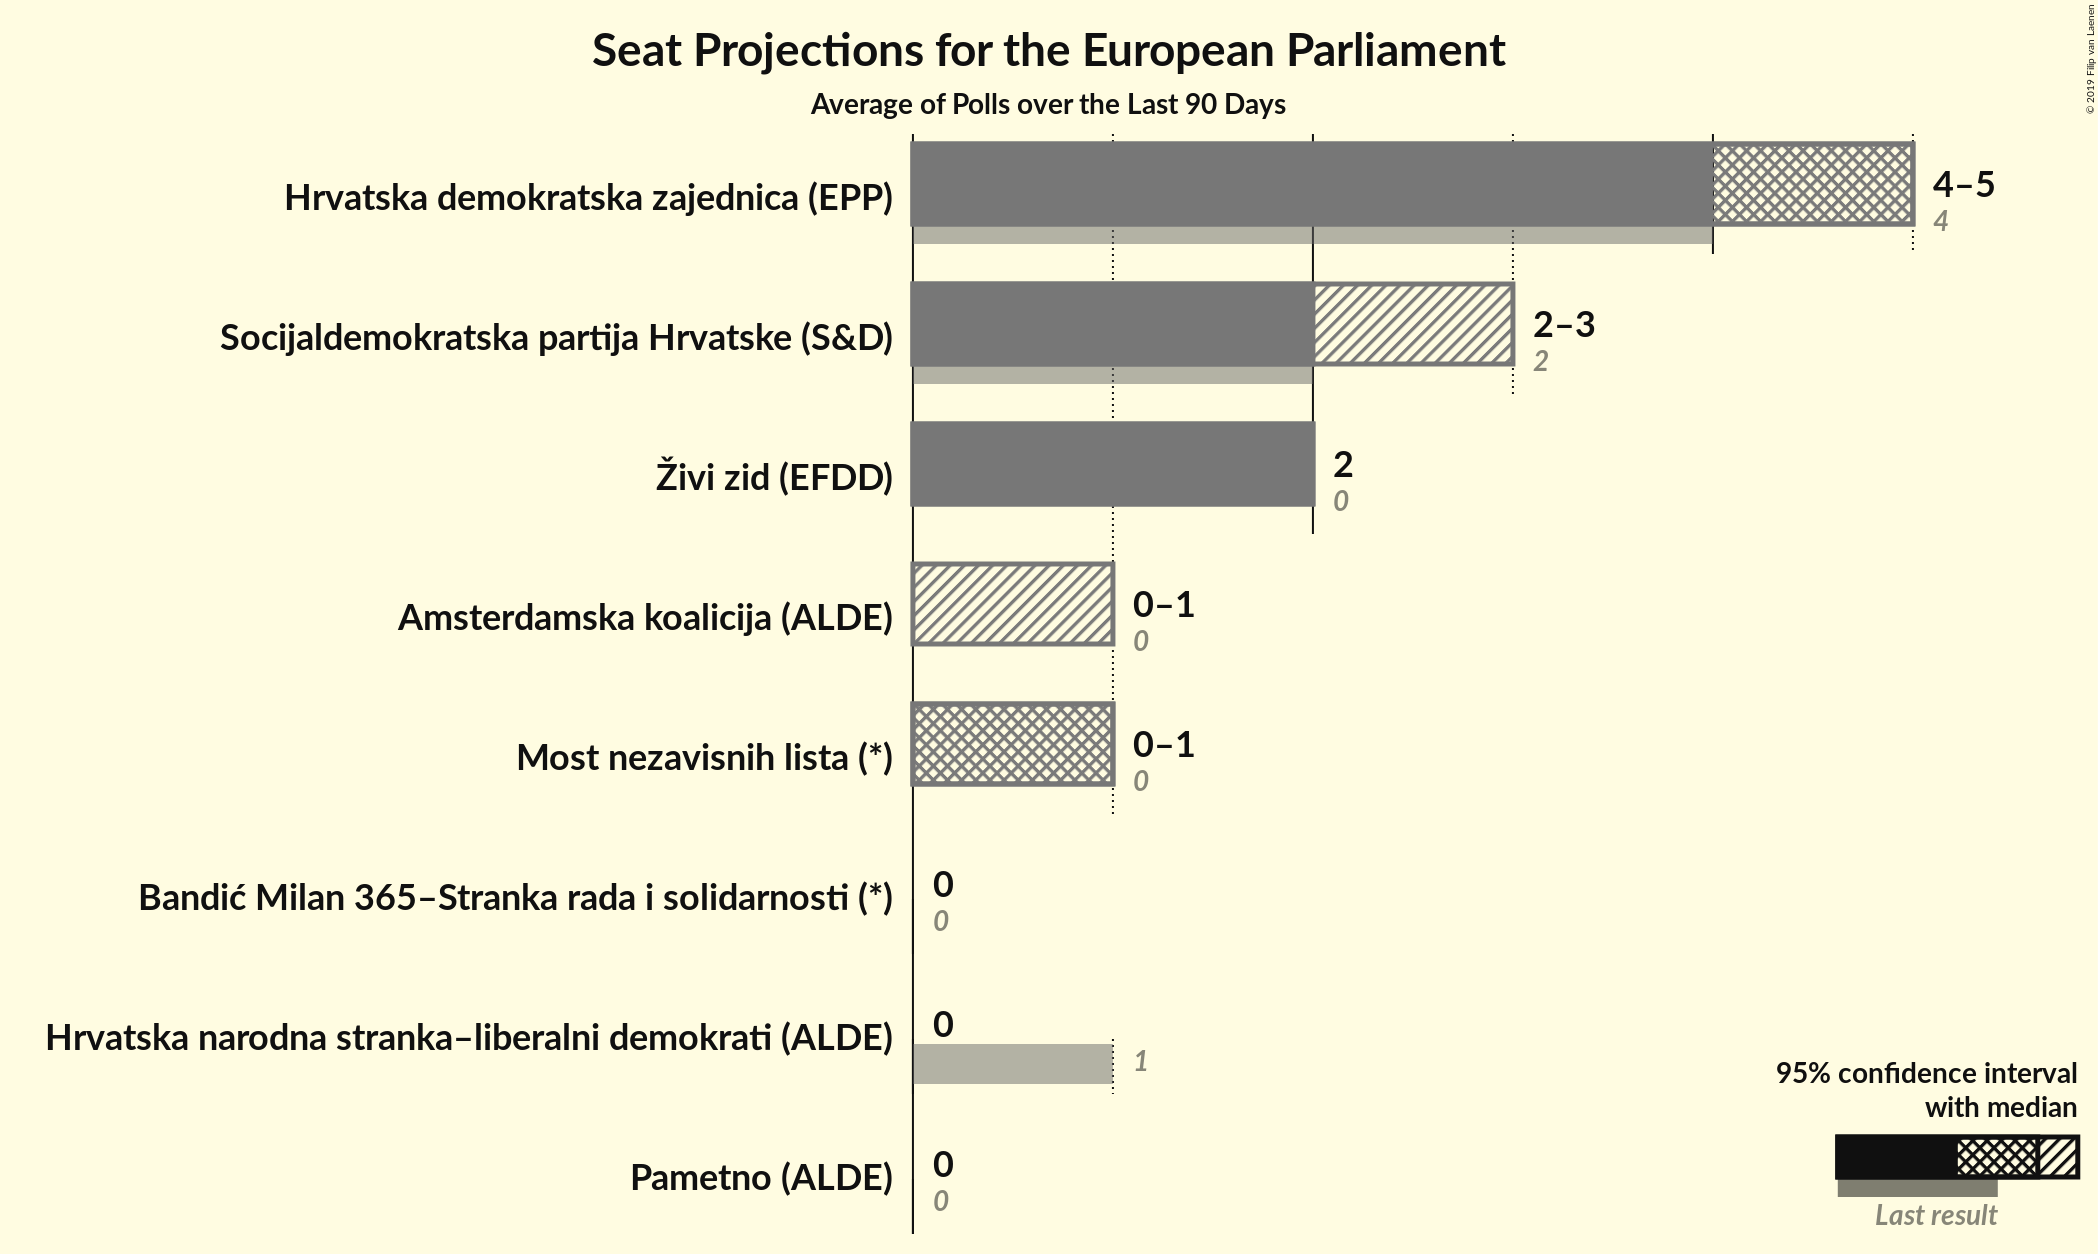 Seat Projections for the European Parliament
Average of Polls over the Last 90 Days
© 2019 Filip van Laenen
Hrvatska demokratska zajednica (EPP)
4–5
4
Socijaldemokratska partija Hrvatske (S&D)
2–3
2
Živi zid (EFDD)
2
0
Amsterdamska koalicija (ALDE)
0–1
0
Most nezavisnih lista (*)
0–1
0
Bandić Milan 365–Stranka rada i solidarnosti (*)
0
0
Hrvatska narodna stranka–liberalni demokrati (ALDE)
0
1
Pametno (ALDE)
0
0
95% confidence interval
with median
Last result